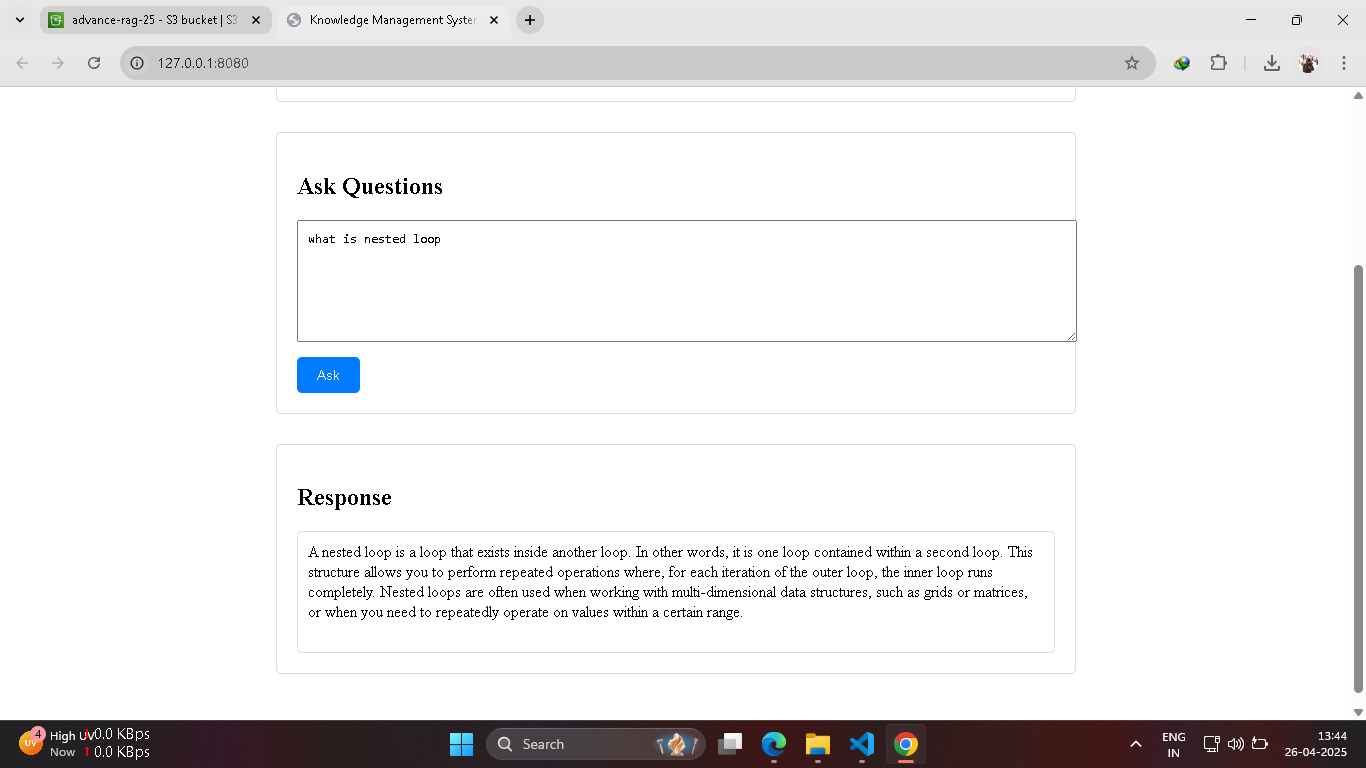 advance-rag-25 - S3 bucket | S3
Knowledge Management System
127.0.0.1:8080
Ask Questions
what is nested loop
Ask
Response
A nested loop is a loop that exists inside another loop. In other words, it is one loop contained within a second loop. This
structure allows you to perform repeated operations where, for each iteration of the outer loop, the inner loop runs
completely. Nested loops are often used when working with multi-dimensional data structures, such as grids or matrices,
or when you need to repeatedly operate on values within a certain range.
4
UV
High UV
Now
↑0.0 KBps
↑0.0 KBps
Search
ENG
IN
13:44
26-04-2025